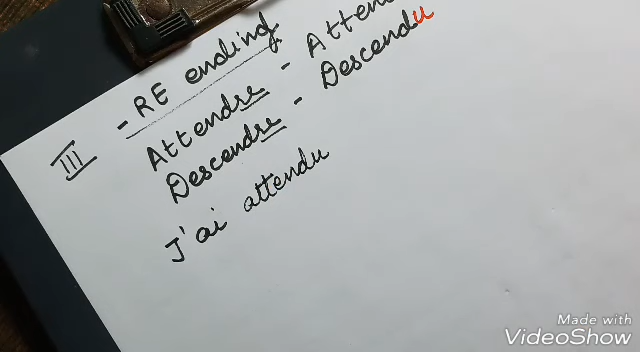 III -RE ending
Attendre - Atten
Descendre - Descendu
J'ai attendu
Made with
VideoShow